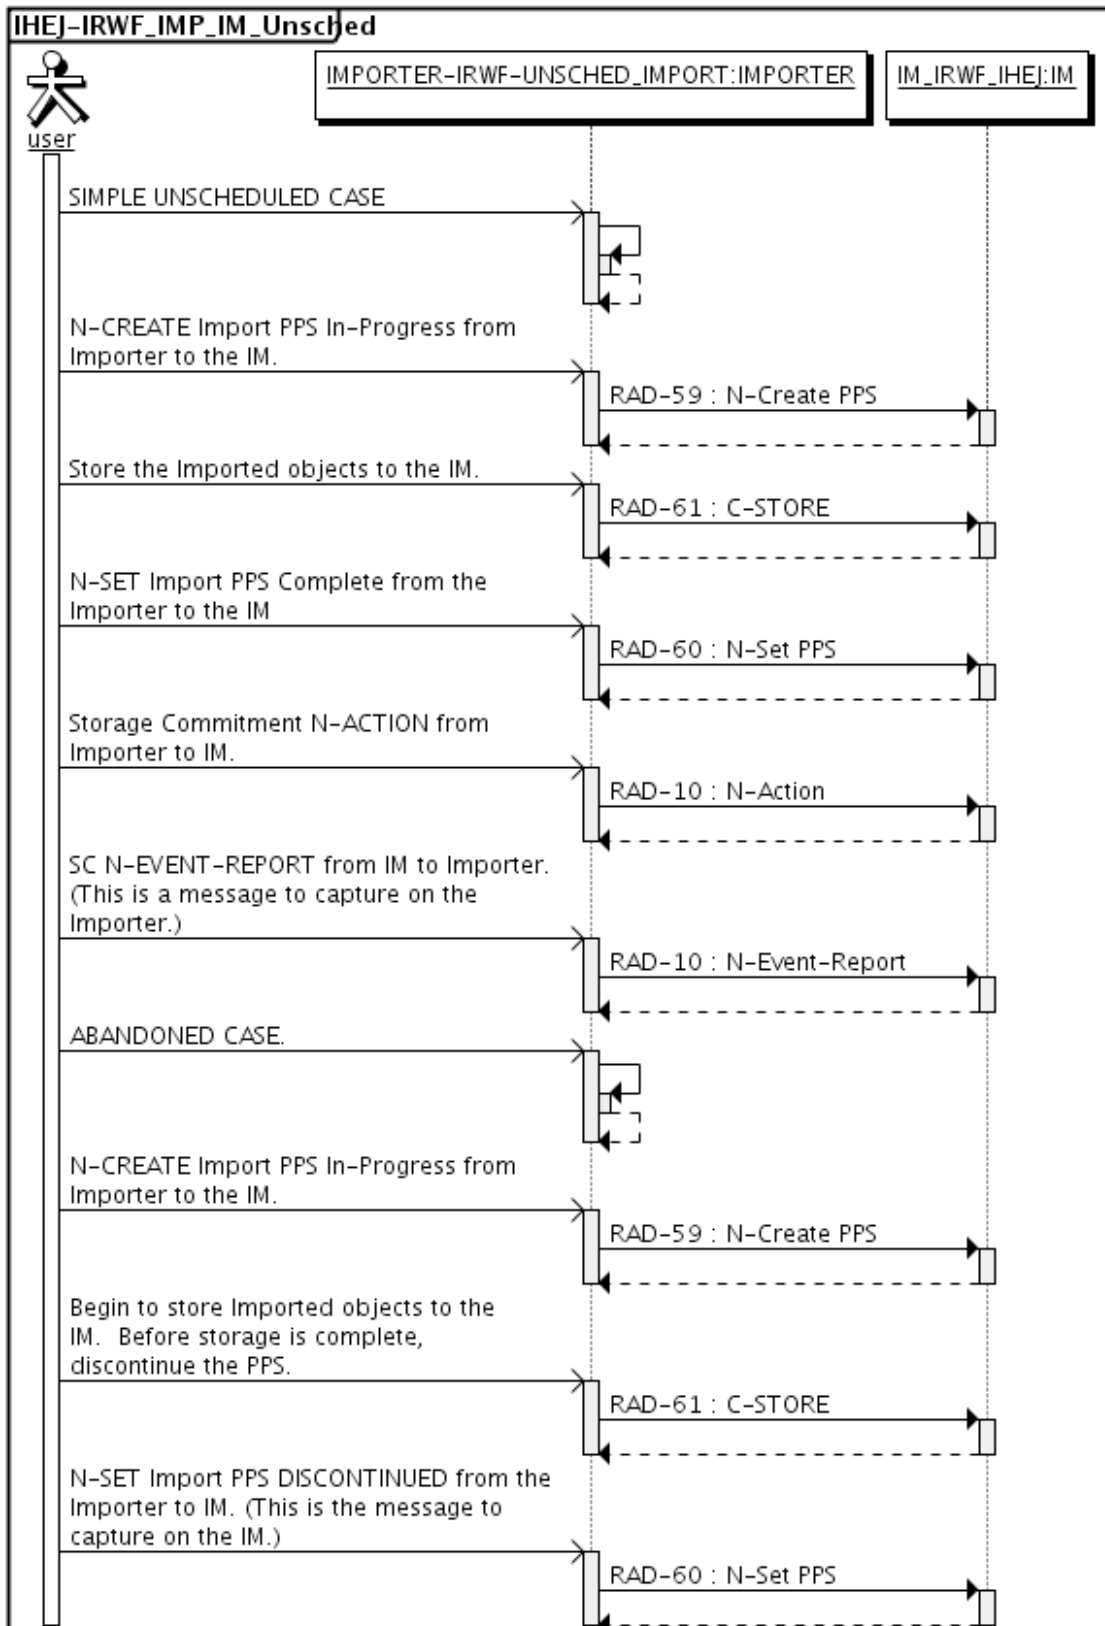 IHEJ-IRWF_IMP_IM_Unsched
IMPORTER-IRWF-UNSCHED_IMPORT:IMPORTER
IM_IRWF_IHEJ:IM
user
SIMPLE UNSCHEDULED CASE
N-CREATE Import PPS In-Progress from
Importer to the IM.
RAD-59 : N-Create PPS
Store the Imported objects to the IM.
RAD-61 : C-STORE
N-SET Import PPS Complete from the
Importer to the IM
RAD-60 : N-Set PPS
Storage Commitment N-ACTION from
Importer to IM.
RAD-10 : N-Action
SC N-EVENT-REPORT from IM to Importer.
(This is a message to capture on the
Importer.)
RAD-10 : N-Event-Report
ABANDONED CASE.
N-CREATE Import PPS In-Progress from
Importer to the IM.
RAD-59 : N-Create PPS
Begin to store Imported objects to the
IM.  Before storage is complete,
discontinue the PPS.
RAD-61 : C-STORE
N-SET Import PPS DISCONTINUED from the
Importer to IM. (This is the message to
capture on the IM.)
RAD-60 : N-Set PPS